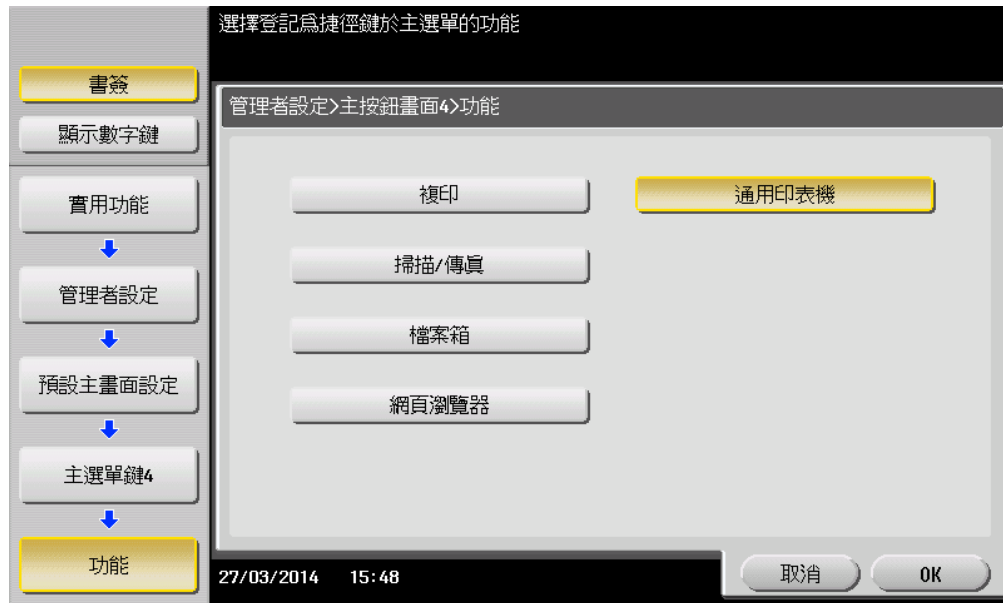 選擇登記爲捷徑鍵於主選單的功能
書簽
顯示數字鍵
實用功能
管理者設定
預設主畫面設定
主選單鍵4
功能
管理者設定>主按鈕畫面4>功能
複印
通用印表機
掃描/傳眞
檔案箱
網頁瀏覽器
27/03/2014 15:48
取消
OK